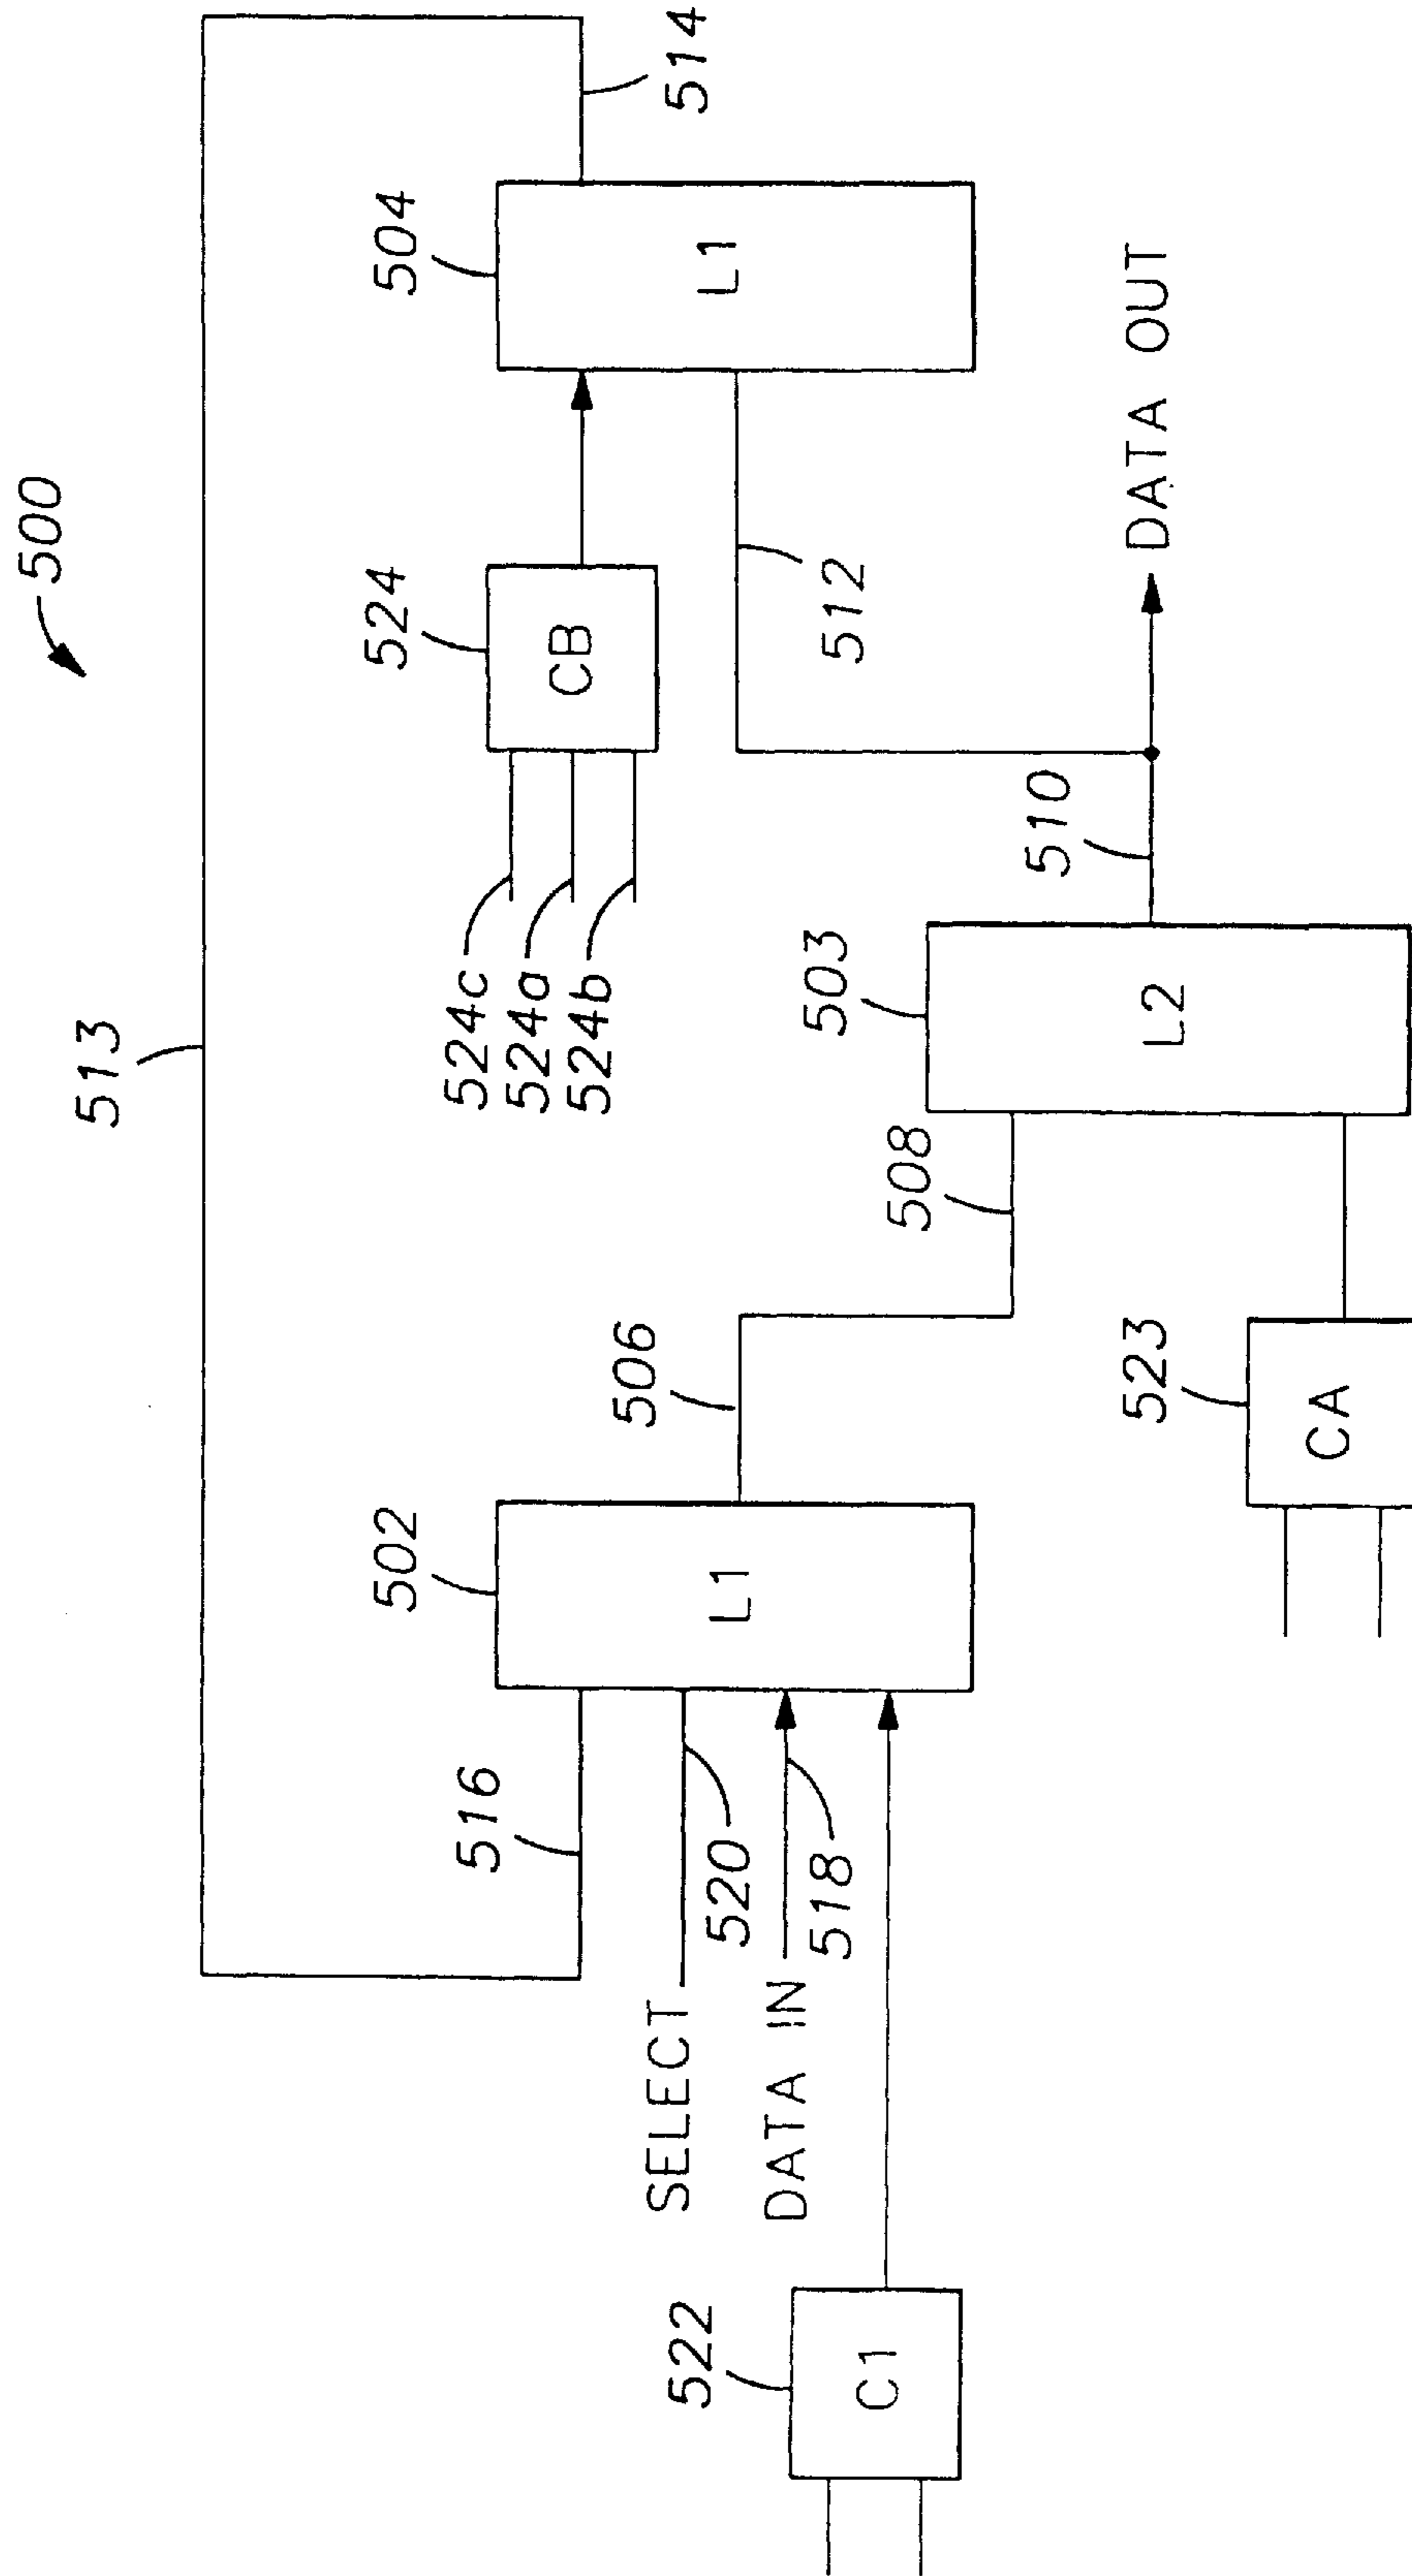 500
513
514
504
L1
524
CB
524c
524a
524b
512
DATA OUT
510
503
L2
508
506
502
L1
516
SELECT
520
DATA IN
518
523
CA
522
C1